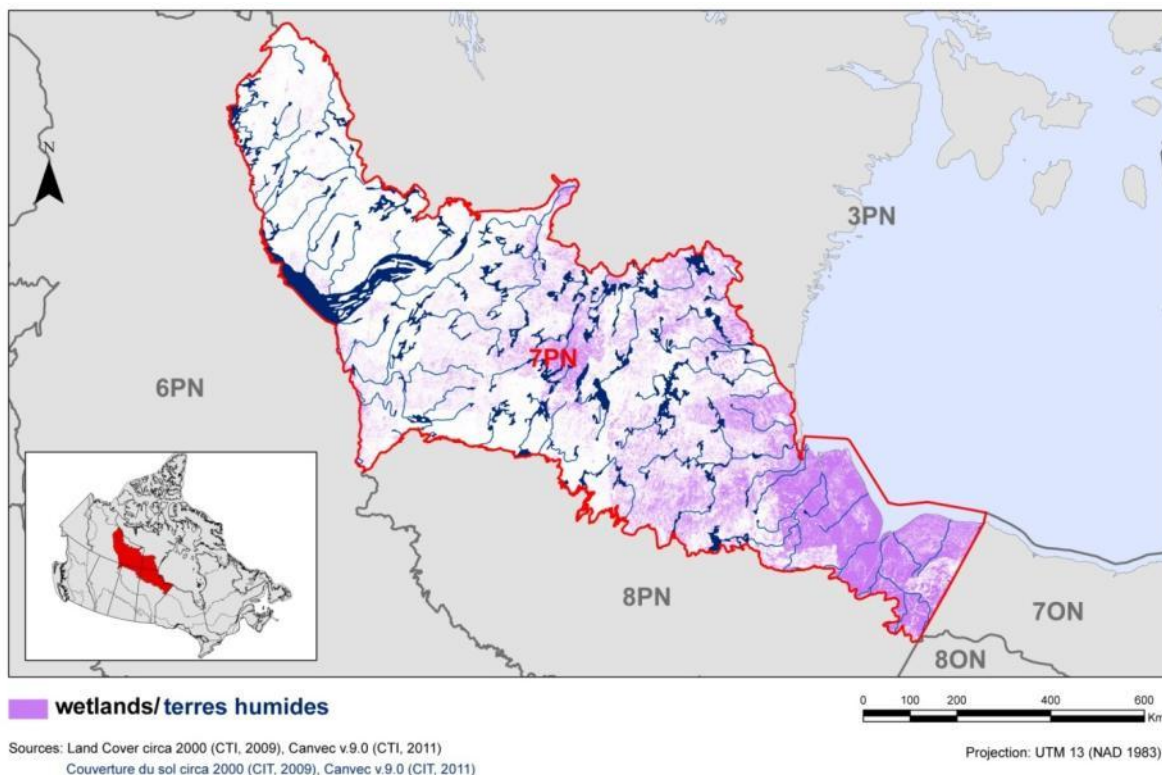 N
3PN
7PN
6PN
8PN
7ON
8ON
wetlands/ terres humides
0 100 200 400 600
Km
Sources: Land Cover circa 2000 (CTI, 2009), Canvec v.9.0 (CTI, 2011)
Projection: UTM 13 (NAD 1983)
Couverture du sol circa 2000 (CIT, 2009), Canvec v.9.0 (CIT, 2011)